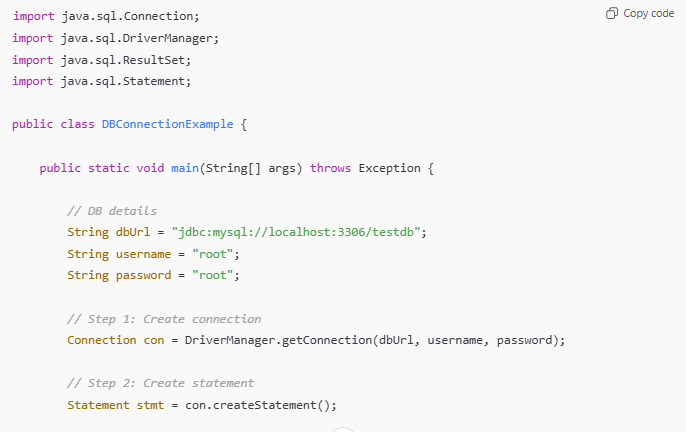 Copy code
import java.sql.Connection;
import java.sql.DriverManager;
import java.sql.ResultSet;
import java.sql.Statement;
public class DBConnectionExample {
public static void main(String[] args) throws Exception {
// DB details
String dbUrl = "jdbc:mysql://localhost:3306/testdb";
String username = "root";
String password = "root";
// Step 1: Create connection
Connection con = DriverManager.getConnection(dbUrl, username, password);
// Step 2: Create statement
Statement stmt = con.createStatement();